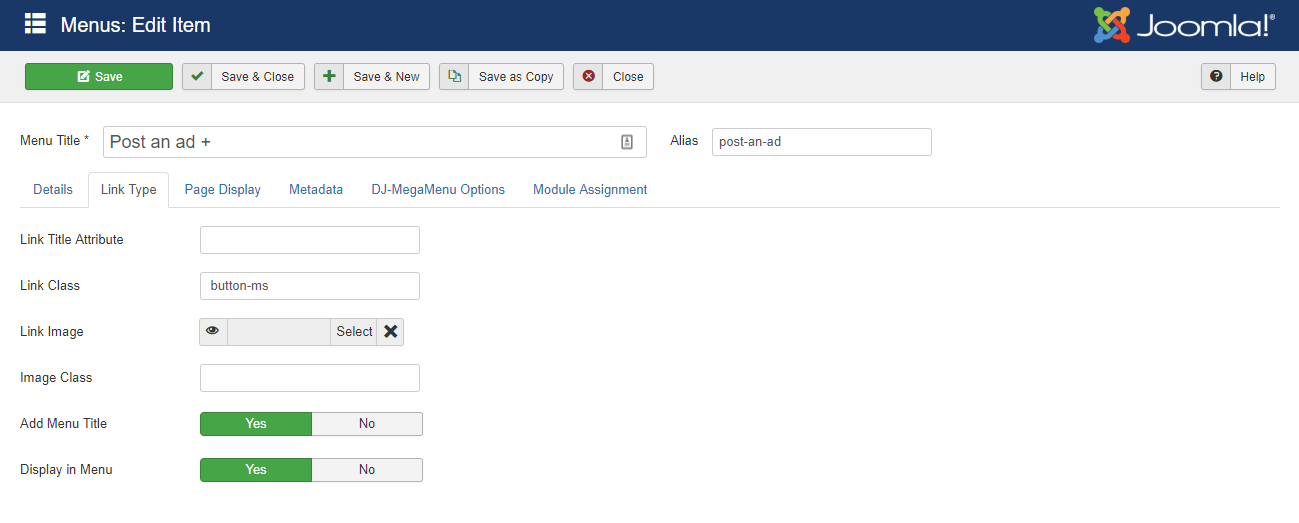 Menus: Edit Item
Joomla!®
Save
Save & Close
Save & New
Save as Copy
Close
Help
Menu Title *
Post an ad +
Alias
post-an-ad
Details
Link Type
Page Display
Metadata
DJ-MegaMenu Options
Module Assignment
Link Title Attribute
Link Class
button-ms
Link Image
Select
Image Class
Add Menu Title
Yes
No
Display in Menu
Yes
No